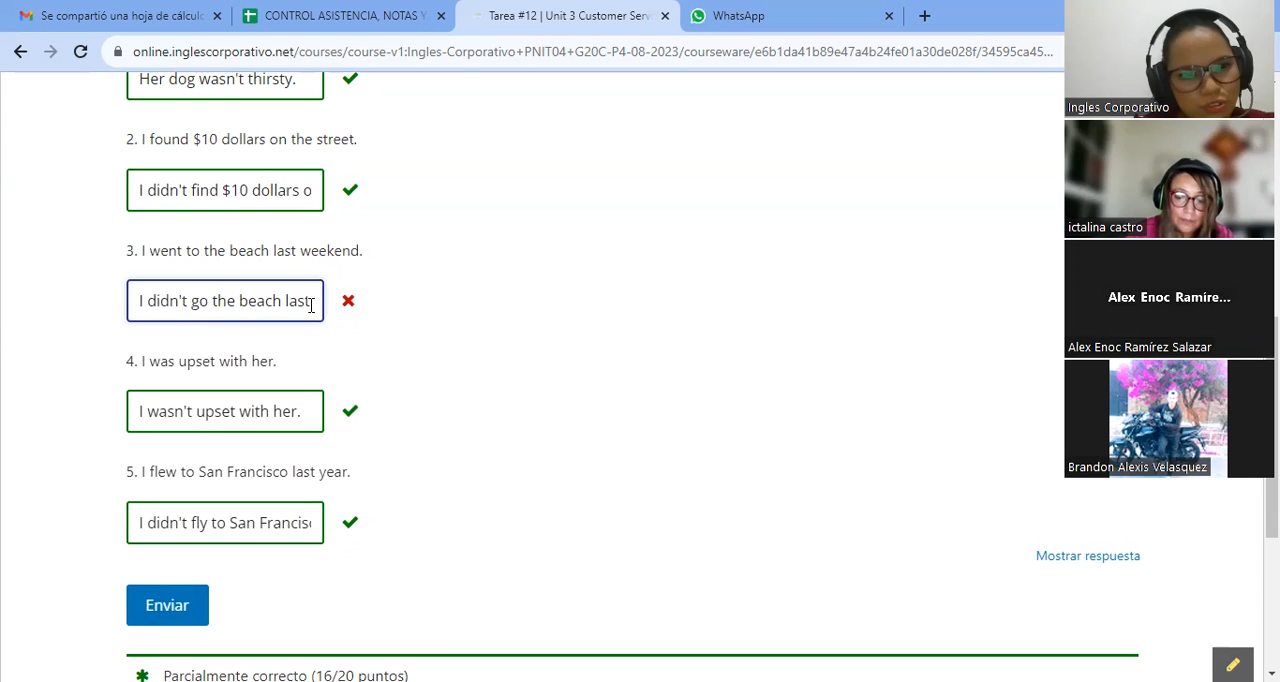 Se compartió una hoja de cálcul
CONTROL ASISTENCIA, NOTAS Y
Tarea #12 | Unit 3 Customer Serv
WhatsApp
online.inglescorporativo.net/courses/course-v1:Ingles-Corporativo+PNIT04+G20C-P4-08-2023/courseware/e6b1da41b89e47a4b24fe01a30de028f/34595ca45...
Her dog wasn't thirsty.
2. I found $10 dollars on the street.
I didn't find $10 dollars o
3. I went to the beach last weekend.
I didn't go the beach last
4. I was upset with her.
I wasn't upset with her.
5. I flew to San Francisco last year.
I didn't fly to San Francisc
Mostrar respuesta
Enviar
Parcialmente correcto (16/20 puntos)
Ingles Corporativo
ictalina castro
Alex Enoc Ramíre...
Alex Enoc Ramírez Salazar
Brandon Alexis Velasquez